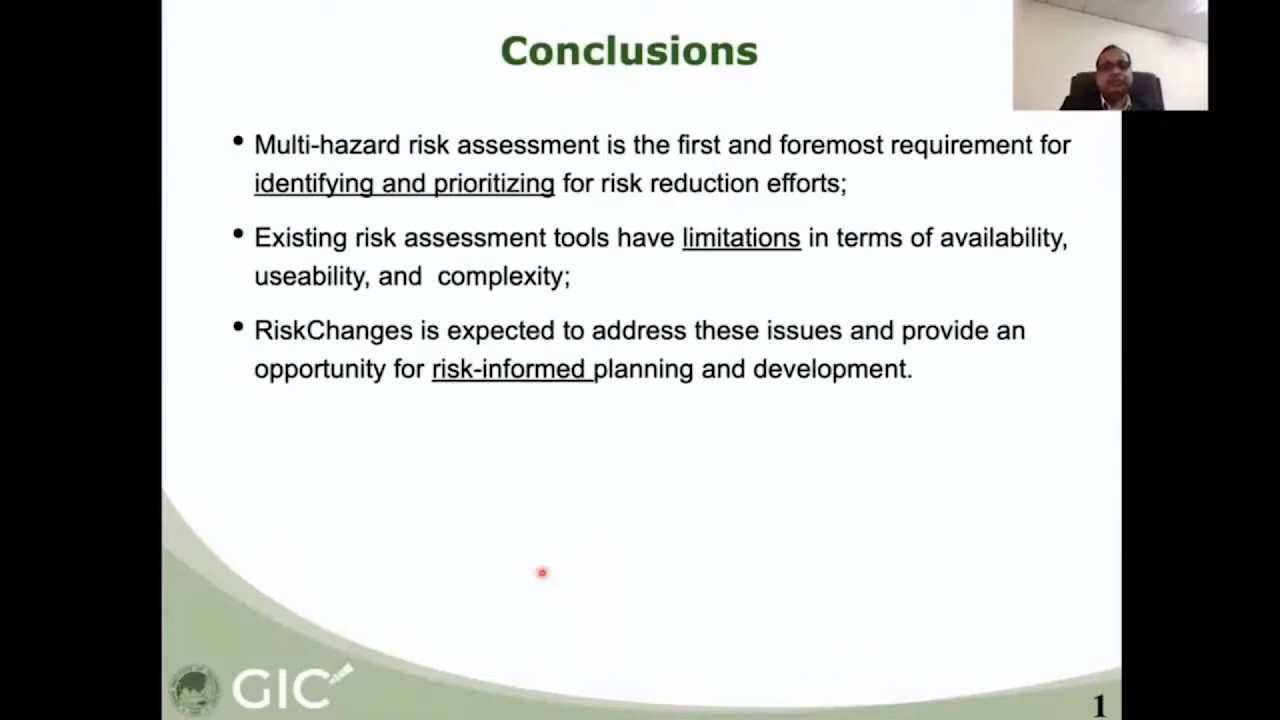 Conclusions
• Multi-hazard risk assessment is the first and foremost requirement for
identifying and prioritizing for risk reduction efforts;
• Existing risk assessment tools have limitations in terms of availability,
useability, and  complexity;
• RiskChanges is expected to address these issues and provide an
opportunity for risk-informed planning and development.
GIC
1